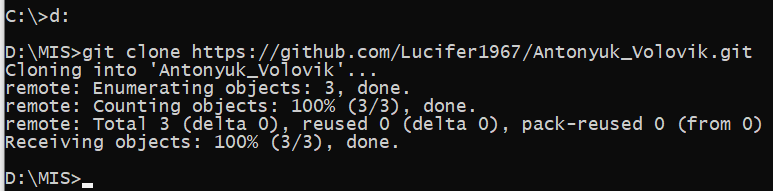 C:\>d:
D:\MIS>git clone https://github.com/Lucifer1967/Antonyuk_Volovik.git
Cloning into 'Antonyuk_Volovik'...
remote: Enumerating objects: 3, done.
remote: Counting objects: 100% (3/3), done.
remote: Total 3 (delta 0), reused 0 (delta 0), pack-reused 0 (from 0)
Receiving objects: 100% (3/3), done.
D:\MIS>